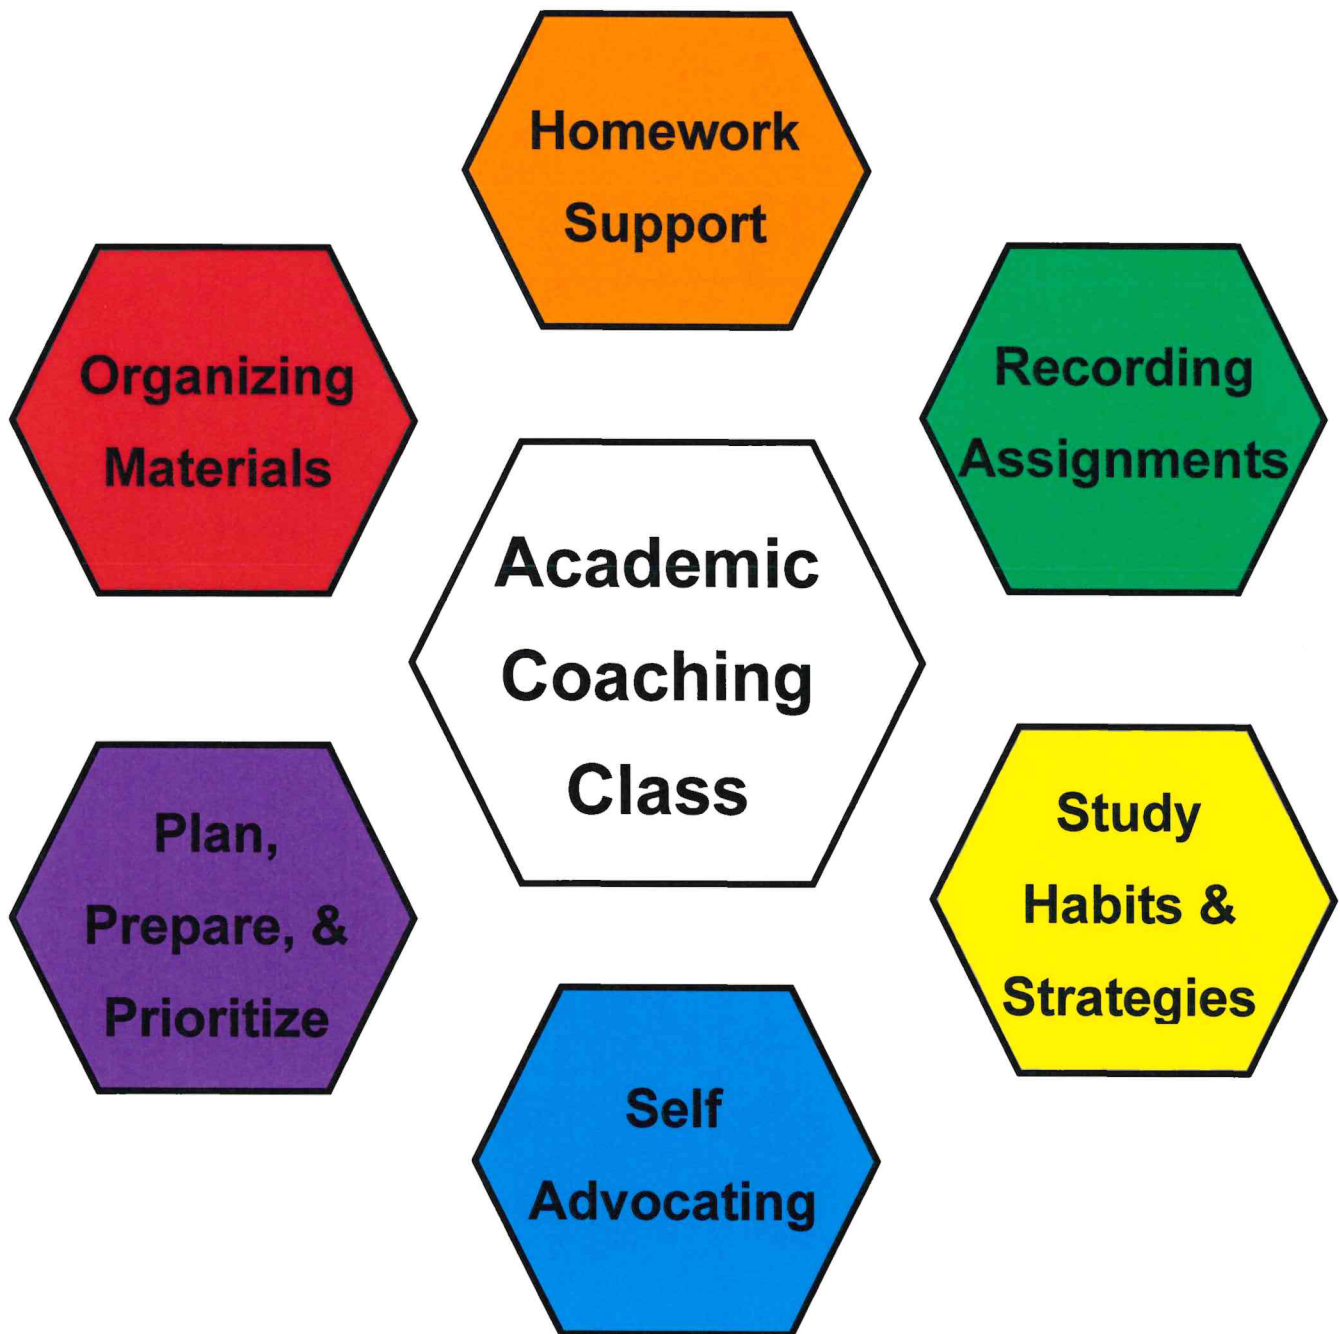 Homework
Support
Organizing
Materials
Recording
Assignments
Academic
Coaching
Class
Plan,
Prepare, &
Prioritize
Study
Habits &
Strategies
Self
Advocating